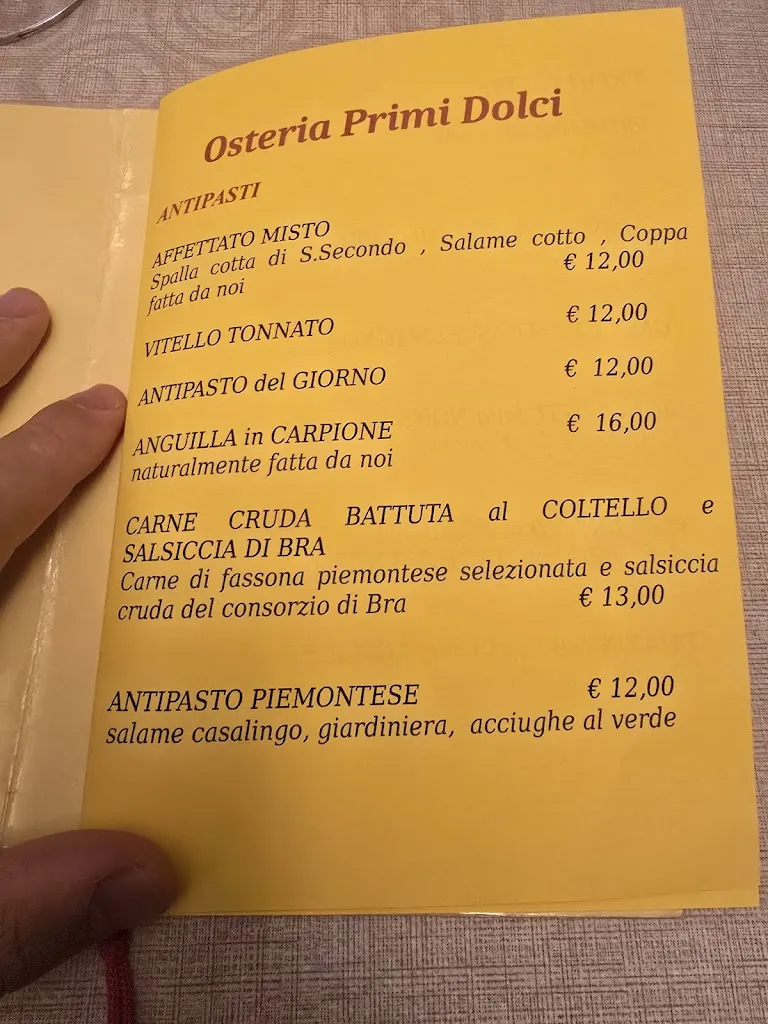 Osteria Primi Dolci
ANTIPASTI
AFFETTATO MISTO
Spalla cotta di S.Secondo , Salame cotto , Coppa
fatta da noi € 12,00
VITELLO TONNATO € 12,00
ANTIPASTO del GIORNO € 12,00
ANGUILLA in CARPIONE € 16,00
naturalmente fatta da noi
CARNE CRUDA BATTUTA al COLTELLO e
SALSICCIA DI BRA
Carne di fassona piemontese selezionata e salsiccia
cruda del consorzio di Bra € 13,00
ANTIPASTO PIEMONTESE € 12,00
salame casalingo, giardiniera, acciughe al verde